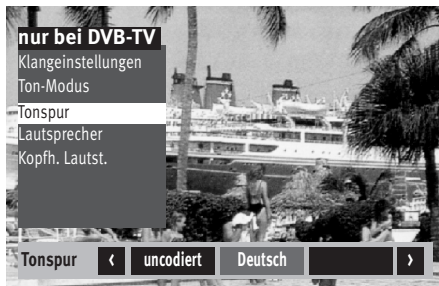 nur bei DVB-TV
Klangeinstellungen
Ton-Modus
Tonspur
Lautsprecher
Kopfh. Lautst.
Tonspur ‹ uncodiert Deutsch ›